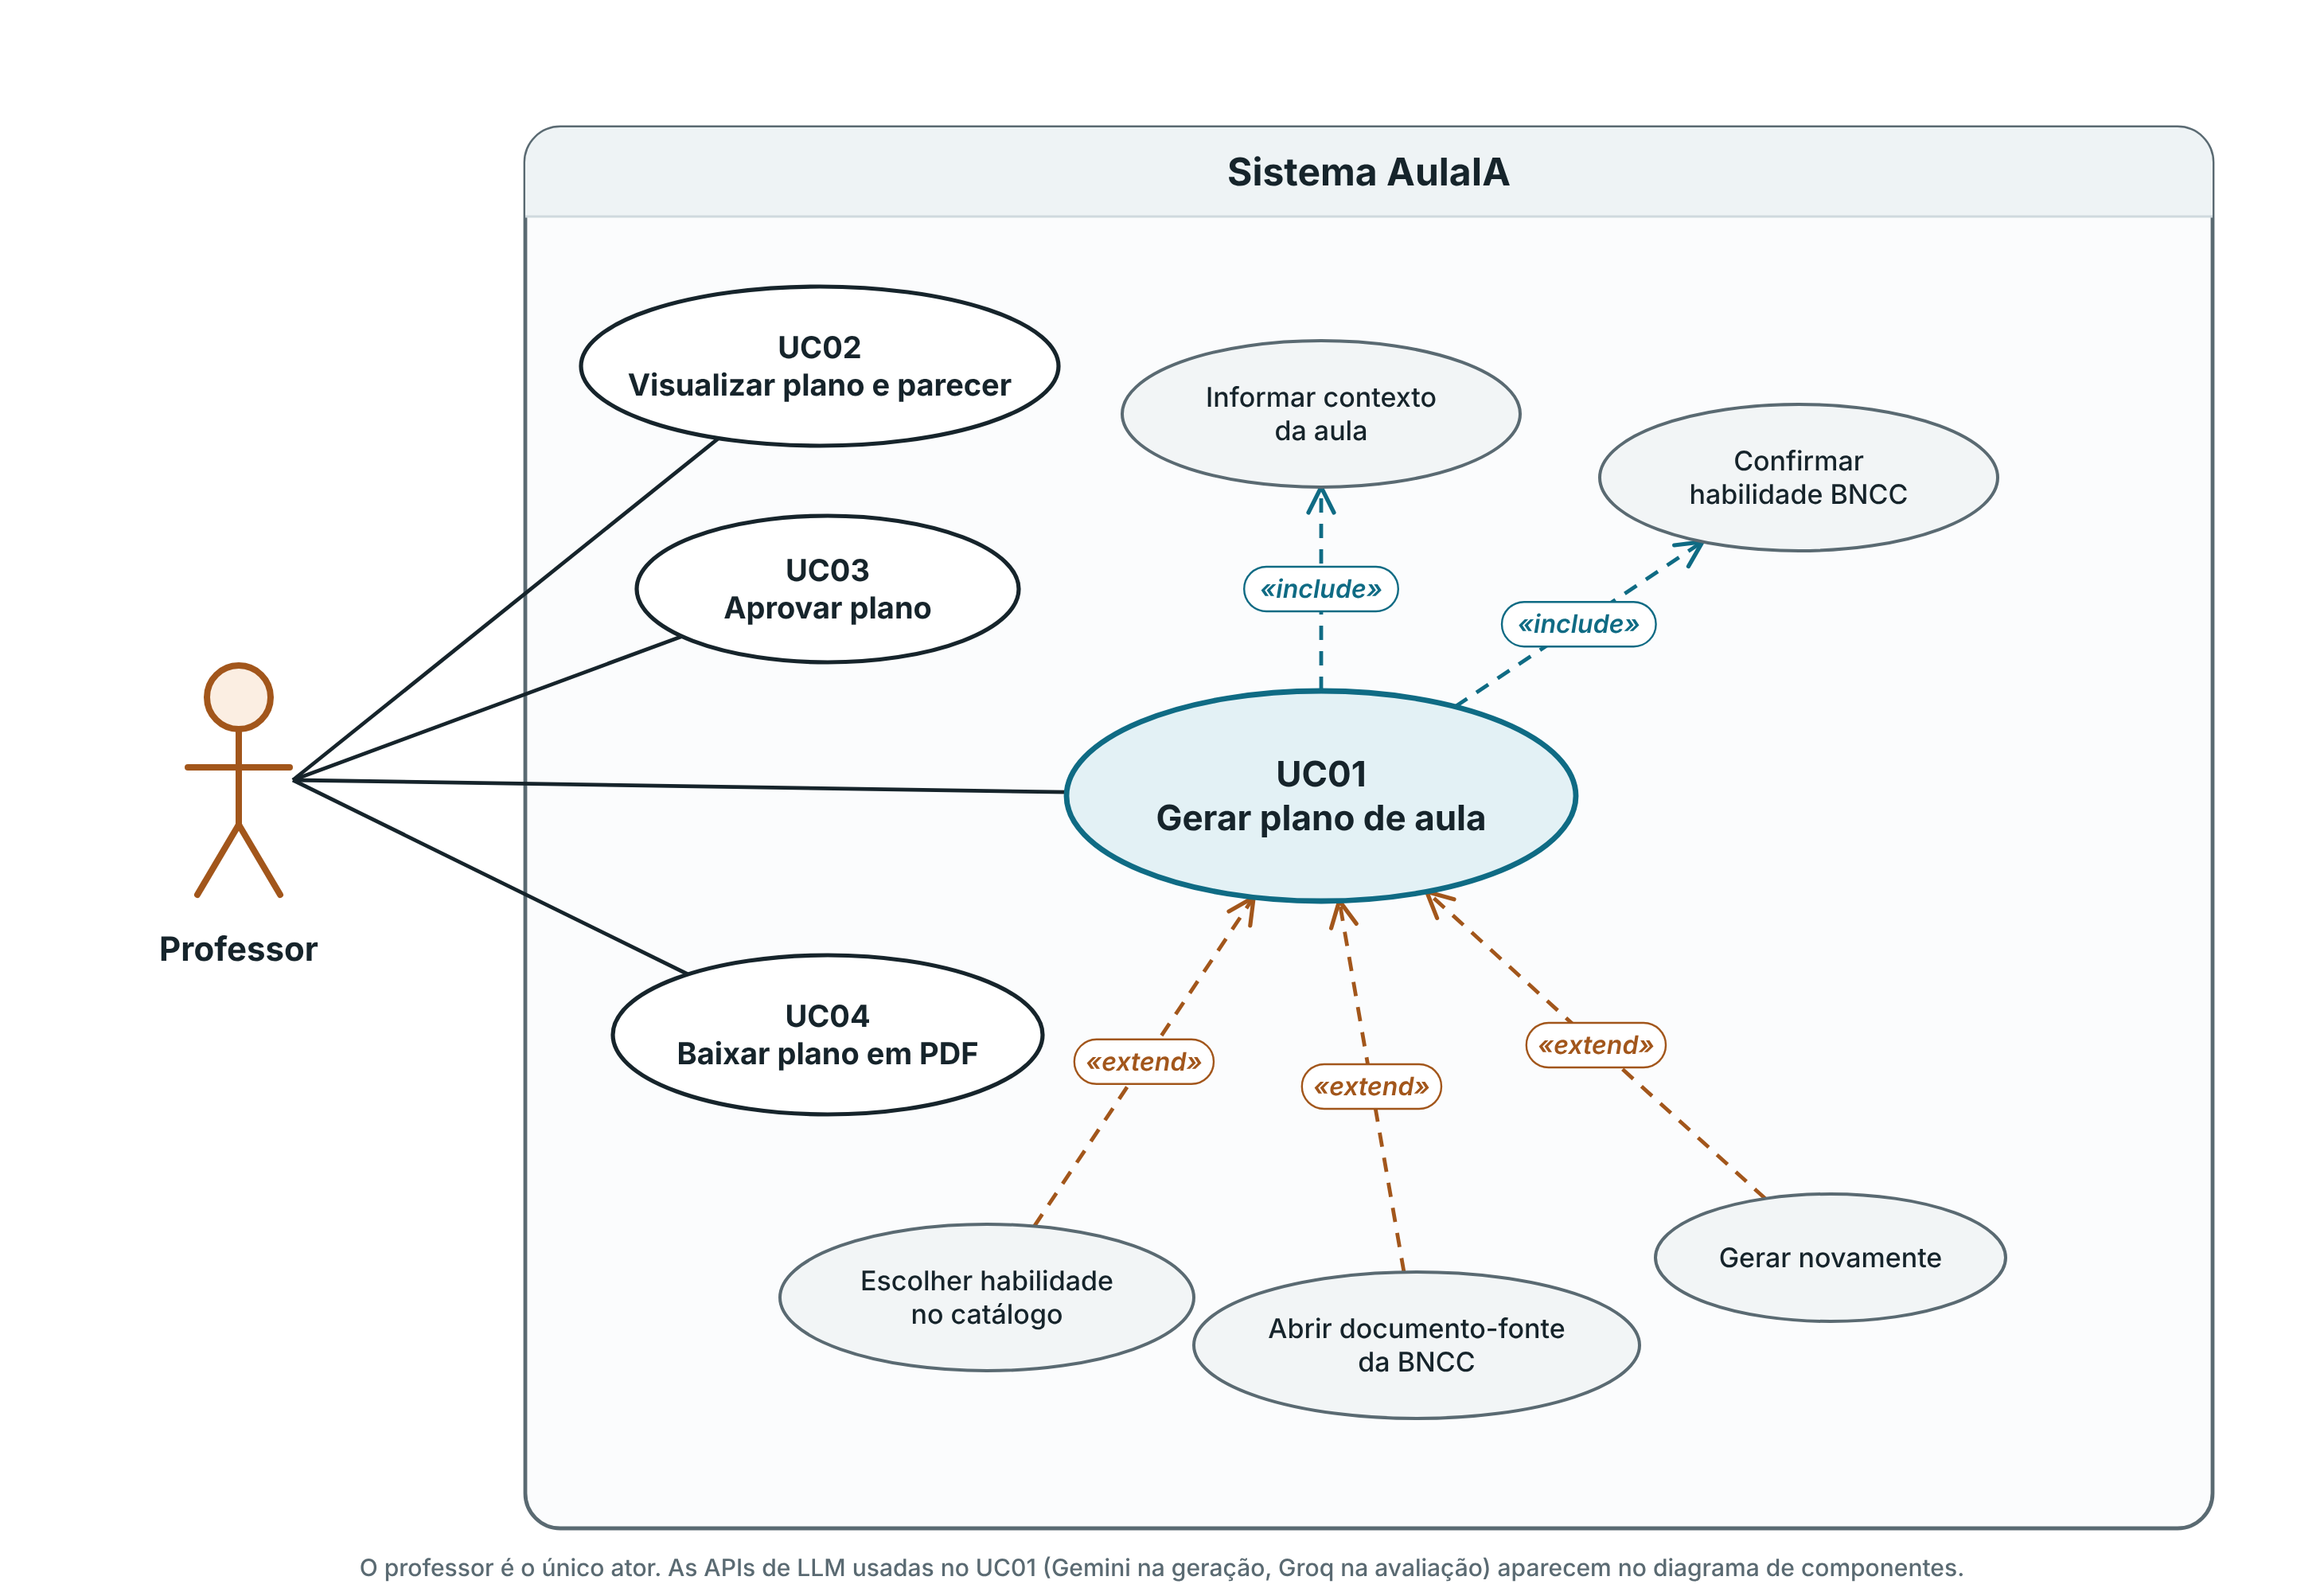 Sistema AulaIA
UC02
Visualizar plano e parecer
Informar contexto
da aula
Confirmar
habilidade BNCC
UC03
Aprovar plano
«include»
«include»
UC01
Gerar plano de aula
Professor
UC04
Baixar plano em PDF
«extend»
«extend»
«extend»
Escolher habilidade
no catálogo
Abrir documento-fonte
da BNCC
Gerar novamente
O professor é o único ator. As APIs de LLM usadas no UC01 (Gemini na geração, Groq na avaliação) aparecem no diagrama de componentes.